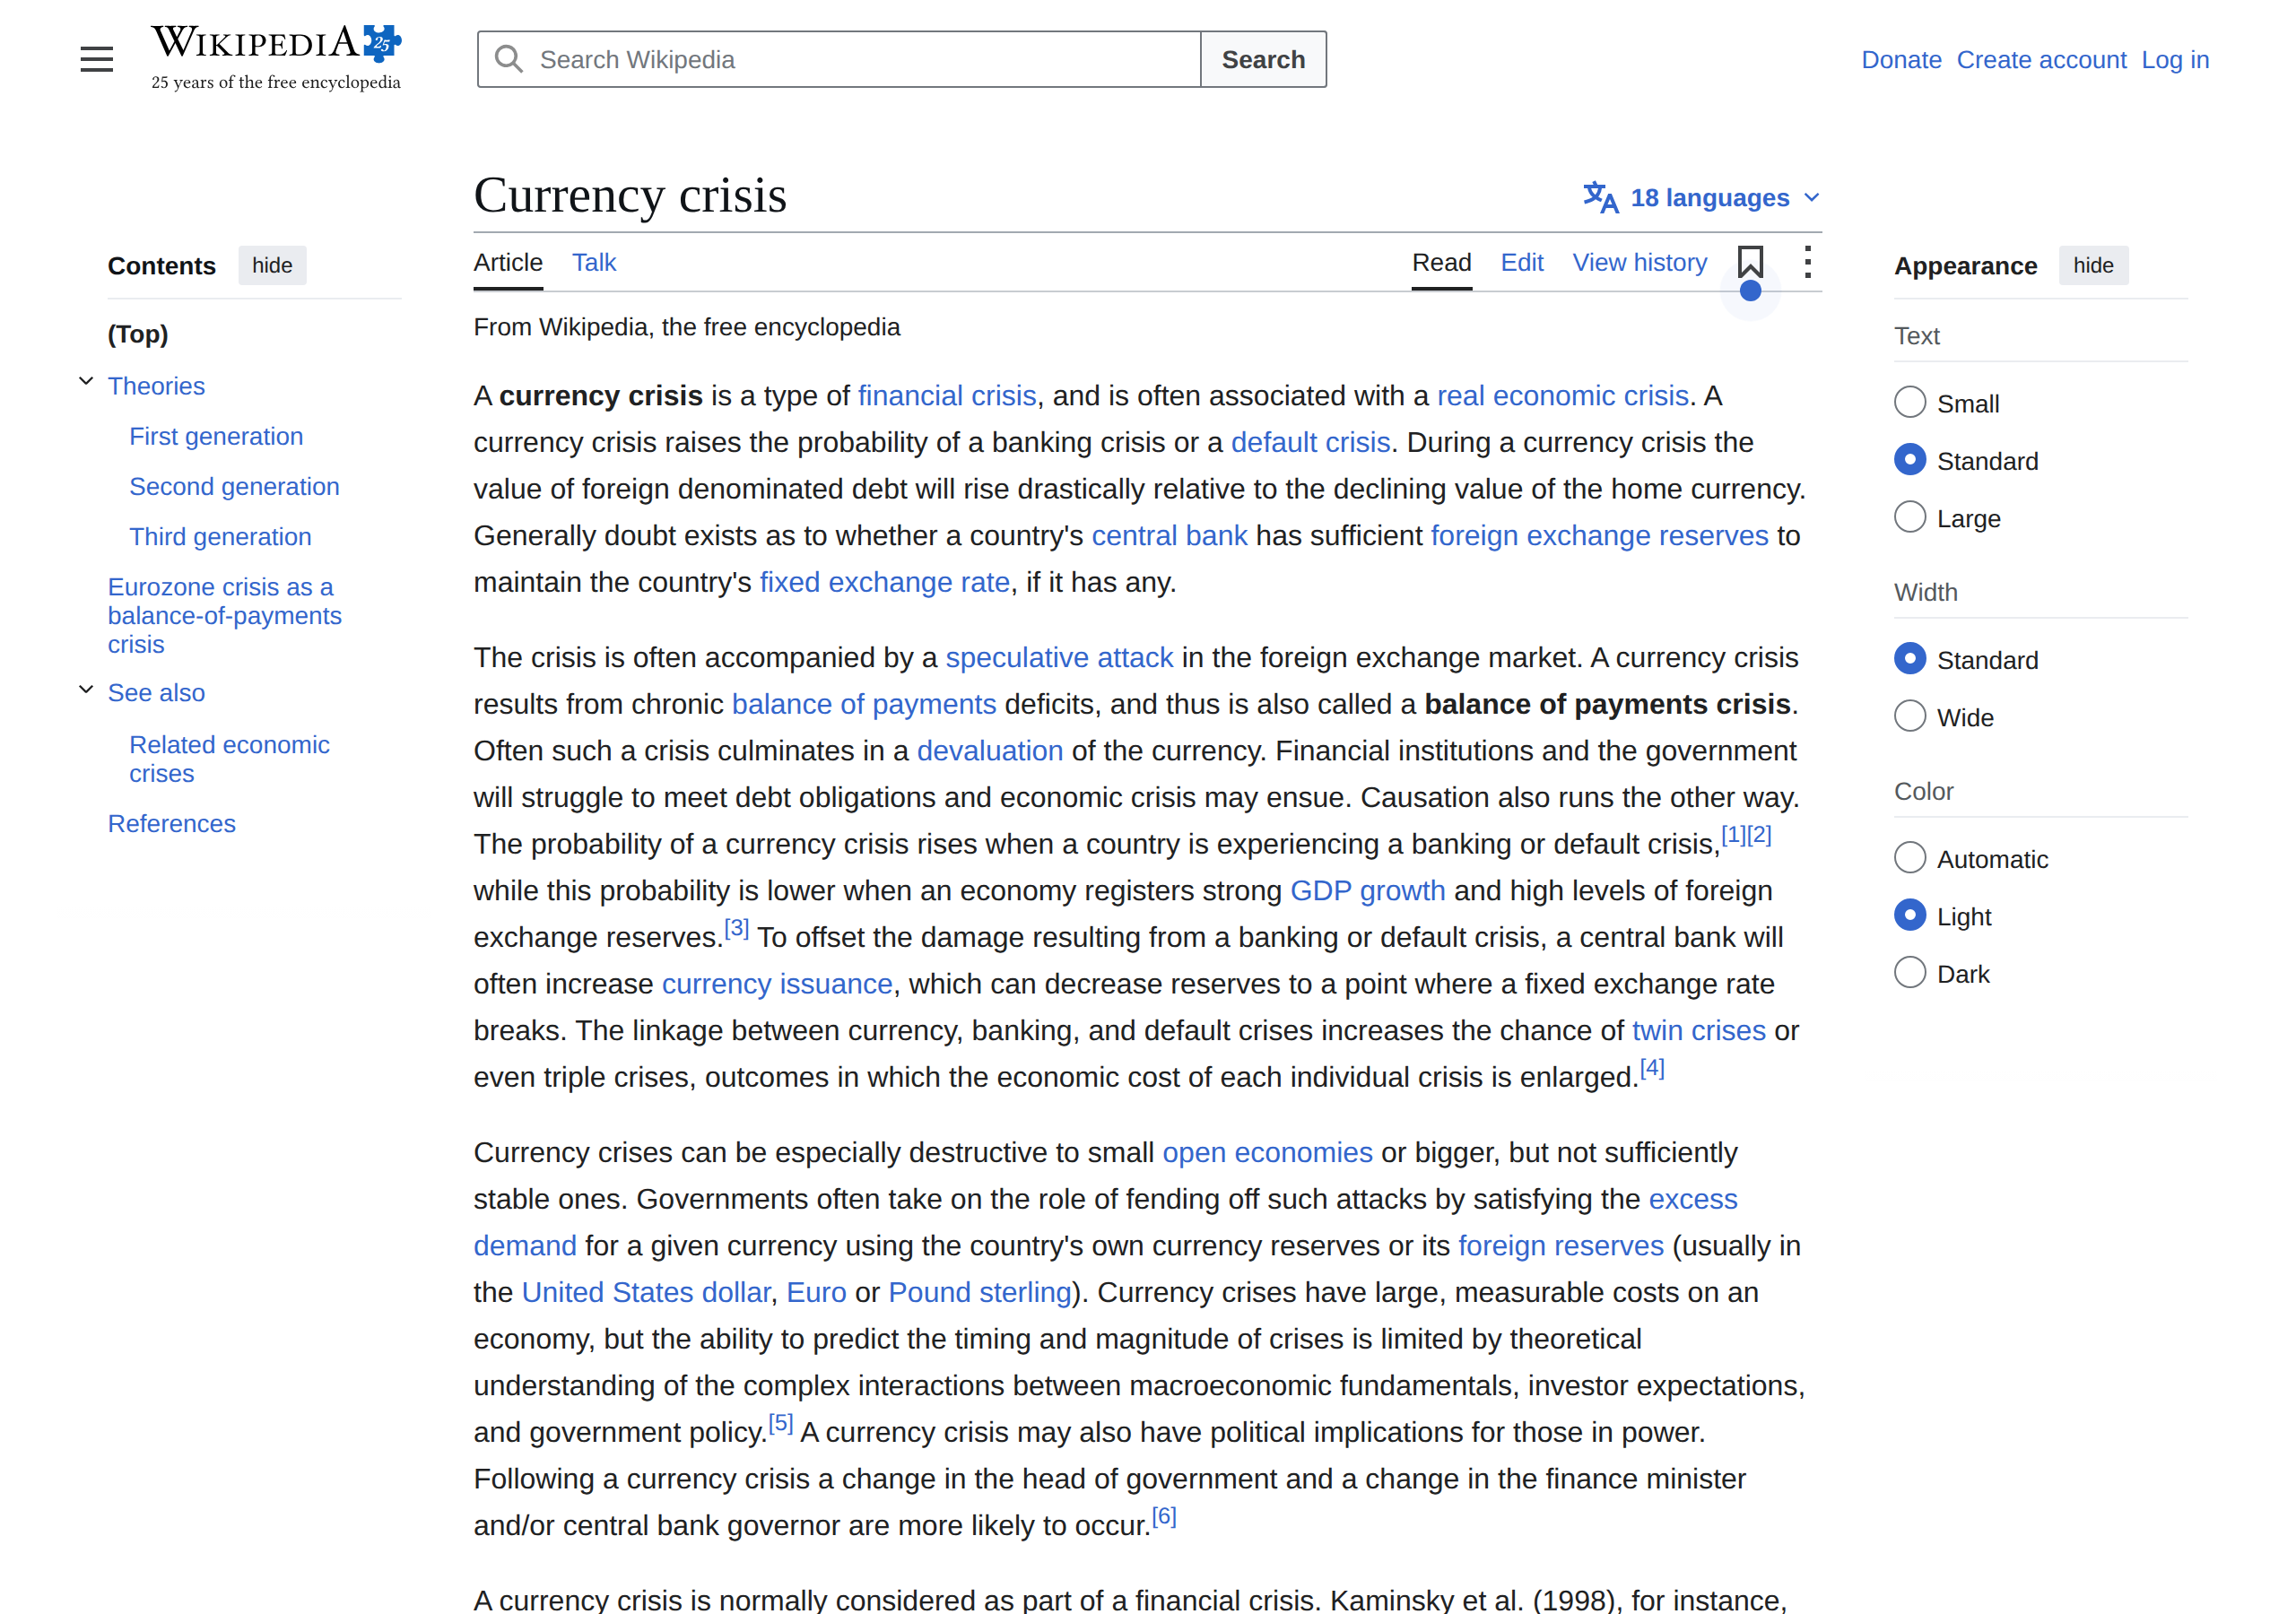 WIKIPEDIA 25
25 years of the free encyclopedia
Search Wikipedia
Search
Donate Create account Log in
Currency crisis
18 languages
Contents hide
(Top)
Theories
First generation
Second generation
Third generation
Eurozone crisis as a
balance-of-payments
crisis
See also
Related economic
crises
References
Article Talk
Read Edit View history
From Wikipedia, the free encyclopedia
A currency crisis is a type of financial crisis, and is often associated with a real economic crisis. A
currency crisis raises the probability of a banking crisis or a default crisis. During a currency crisis the
value of foreign denominated debt will rise drastically relative to the declining value of the home currency.
Generally doubt exists as to whether a country's central bank has sufficient foreign exchange reserves to
maintain the country's fixed exchange rate, if it has any.
The crisis is often accompanied by a speculative attack in the foreign exchange market. A currency crisis
results from chronic balance of payments deficits, and thus is also called a balance of payments crisis.
Often such a crisis culminates in a devaluation of the currency. Financial institutions and the government
will struggle to meet debt obligations and economic crisis may ensue. Causation also runs the other way.
The probability of a currency crisis rises when a country is experiencing a banking or default crisis,[1][2]
while this probability is lower when an economy registers strong GDP growth and high levels of foreign
exchange reserves.[3] To offset the damage resulting from a banking or default crisis, a central bank will
often increase currency issuance, which can decrease reserves to a point where a fixed exchange rate
breaks. The linkage between currency, banking, and default crises increases the chance of twin crises or
even triple crises, outcomes in which the economic cost of each individual crisis is enlarged.[4]
Currency crises can be especially destructive to small open economies or bigger, but not sufficiently
stable ones. Governments often take on the role of fending off such attacks by satisfying the excess
demand for a given currency using the country's own currency reserves or its foreign reserves (usually in
the United States dollar, Euro or Pound sterling). Currency crises have large, measurable costs on an
economy, but the ability to predict the timing and magnitude of crises is limited by theoretical
understanding of the complex interactions between macroeconomic fundamentals, investor expectations,
and government policy.[5] A currency crisis may also have political implications for those in power.
Following a currency crisis a change in the head of government and a change in the finance minister
and/or central bank governor are more likely to occur.[6]
A currency crisis is normally considered as part of a financial crisis. Kaminsky et al. (1998), for instance,
Appearance hide
Text
Small
Standard
Large
Width
Standard
Wide
Color
Automatic
Light
Dark